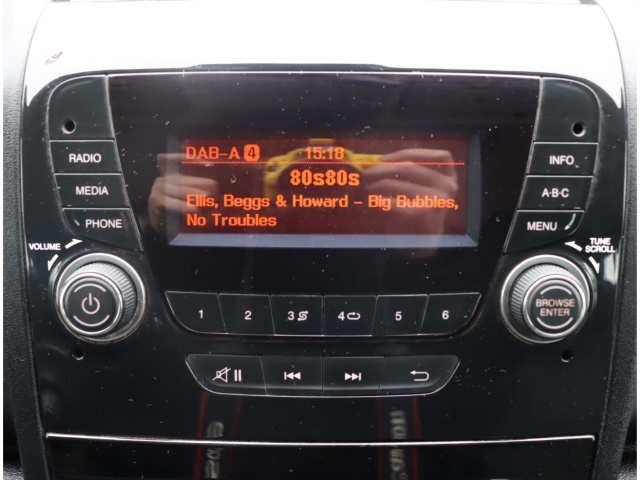 RADIO
MEDIA
PHONE
VOLUME
DAB-A 4 15:18
80s80s
Ellis, Beggs & Howard - Big Bubbles,
No Troubles
INFO
A·B·C
MENU
TUNE
SCROLL
BROWSE
ENTER
1 2 3 4 5 6